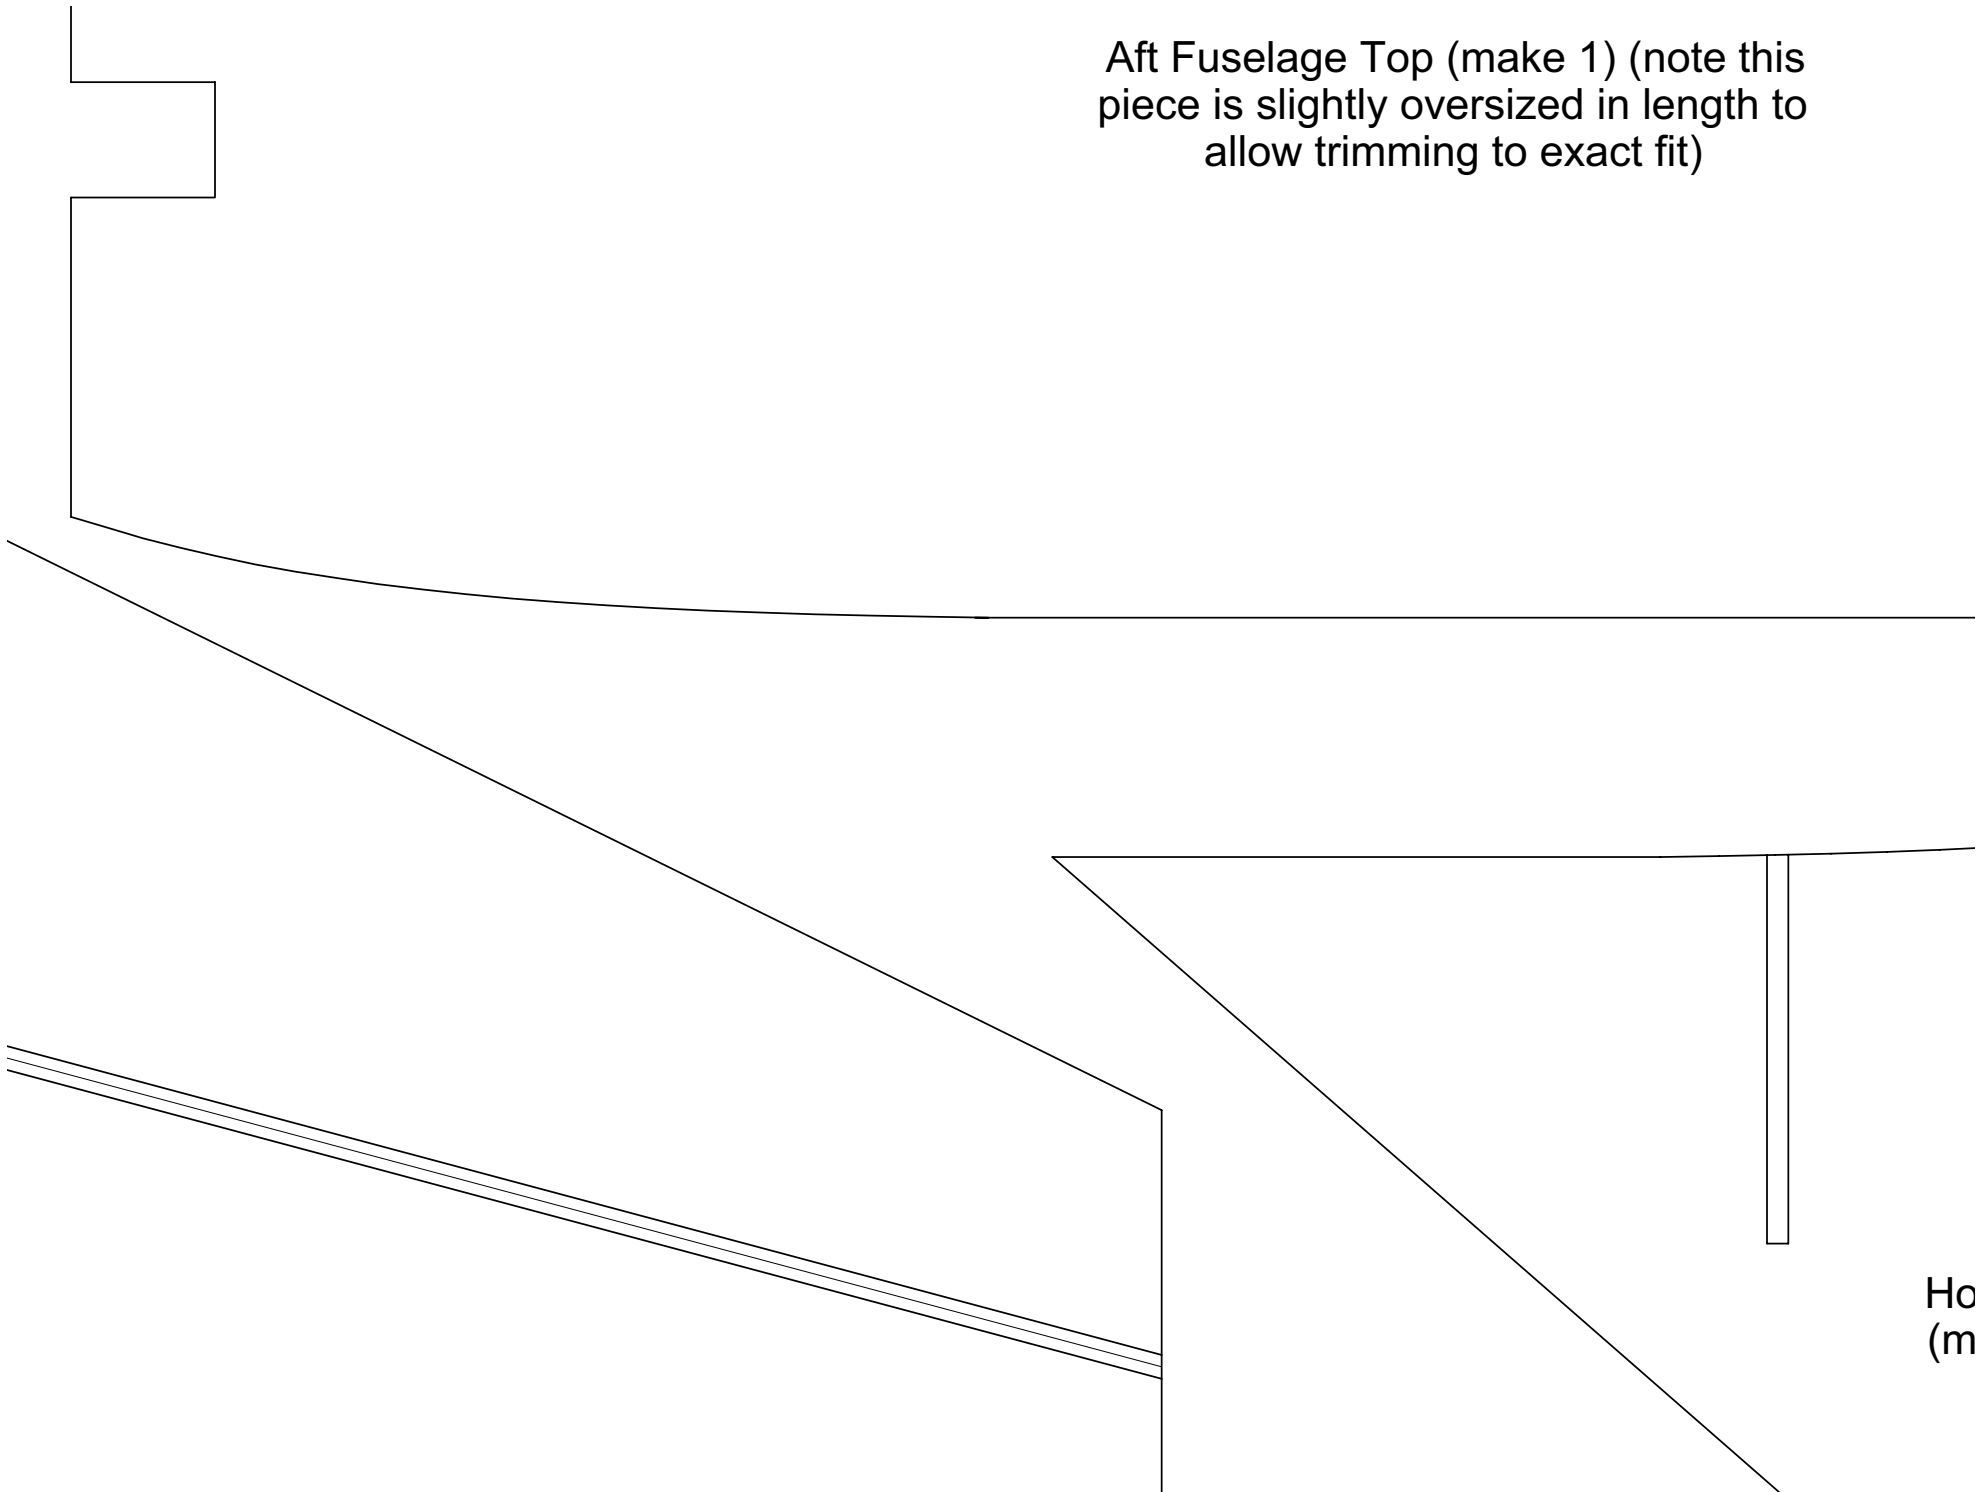 Aft Fuselage Top (make 1) (note this
piece is slightly oversized in length to
allow trimming to exact fit)
Ho
(m